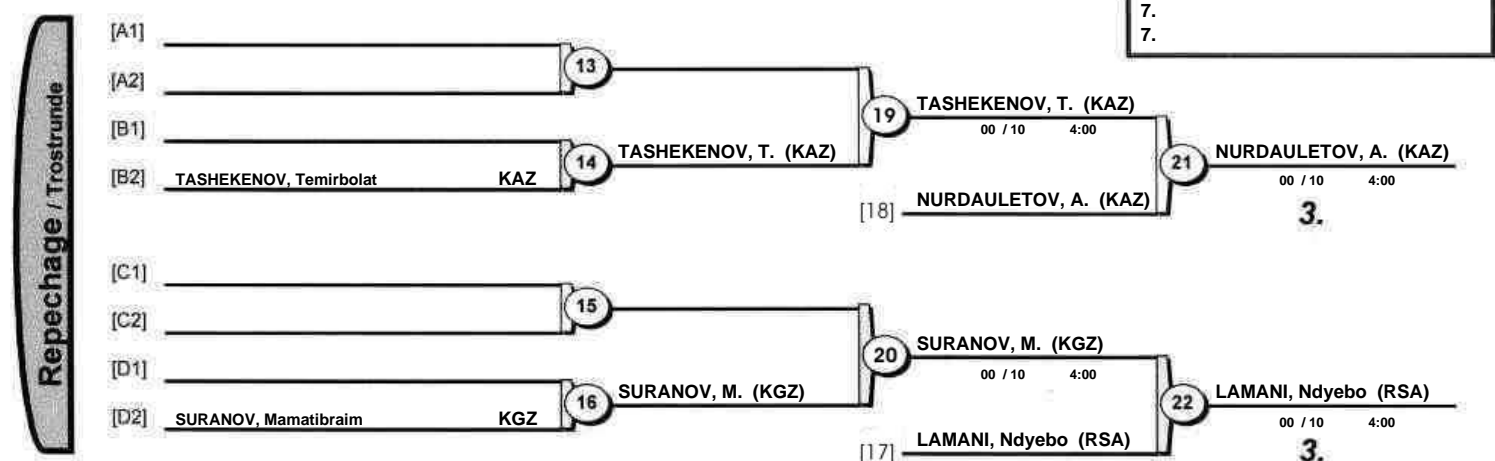 7.
7.
Repechage / Trostrunde
[A1]
13
[A2]
[B1]
14
TASHEKENOV, T. (KAZ)
[B2] TASHEKENOV, Temirbolat KAZ
19
TASHEKENOV, T. (KAZ)
00 / 10 4:00
[18] NURDAULETOV, A. (KAZ)
21
NURDAULETOV, A. (KAZ)
00 / 10 4:00
3.
[C1]
15
[C2]
[D1]
16
SURANOV, M. (KGZ)
[D2] SURANOV, Mamatibraim KGZ
20
SURANOV, M. (KGZ)
00 / 10 4:00
[17] LAMANI, Ndyebo (RSA)
22
LAMANI, Ndyebo (RSA)
00 / 10 4:00
3.